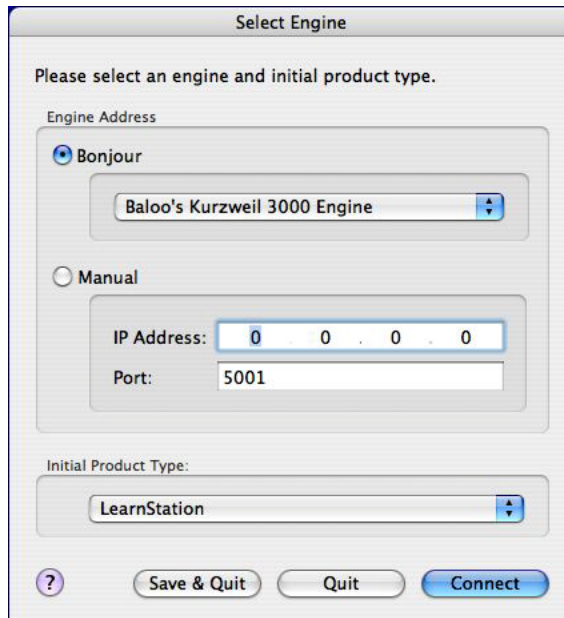 Select Engine
Please select an engine and initial product type.
Engine Address
Bonjour
Baloo's Kurzweil 3000 Engine
Manual
IP Address: 0 . 0 . 0 . 0
Port: 5001
Initial Product Type:
LearnStation
? Save & Quit Quit Connect